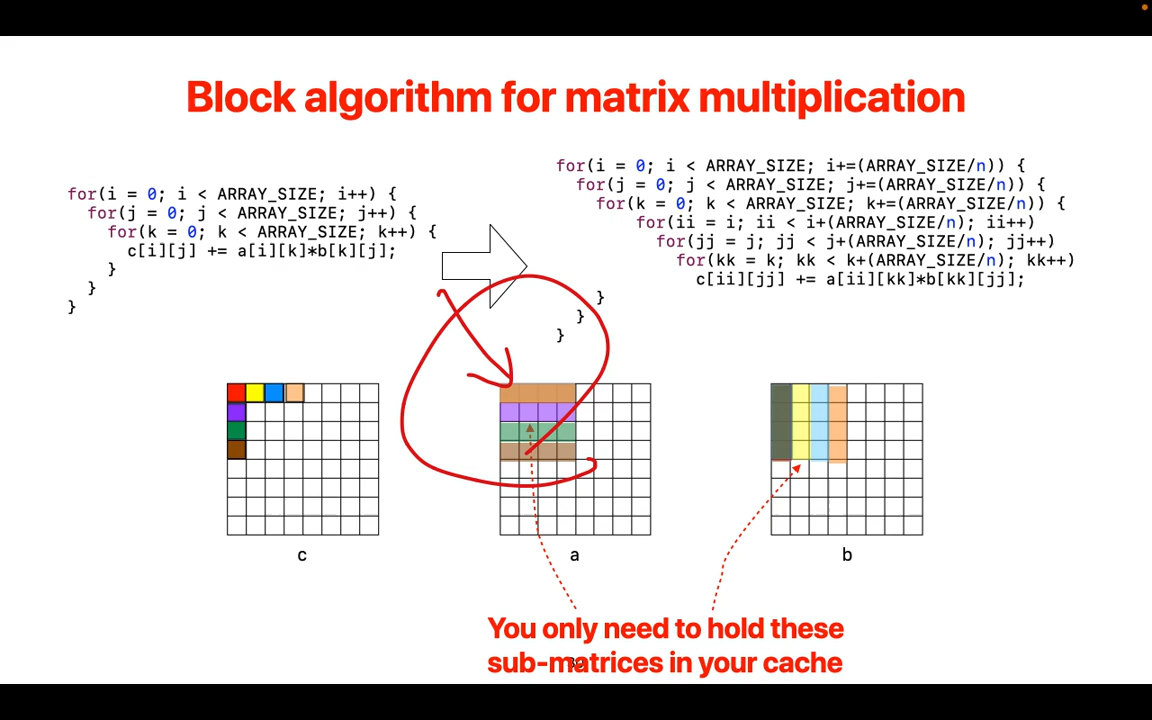 Block algorithm for matrix multiplication
for(i = 0; i < ARRAY_SIZE; i++) {
for(j = 0; j < ARRAY_SIZE; j++) {
for(k = 0; k < ARRAY_SIZE; k++) {
c[i][j] += a[i][k]*b[k][j];
}
}
}
for(i = 0; i < ARRAY_SIZE; i+=(ARRAY_SIZE/n)) {
for(j = 0; j < ARRAY_SIZE; j+=(ARRAY_SIZE/n)) {
for(k = 0; k < ARRAY_SIZE; k+=(ARRAY_SIZE/n)) {
for(ii = i; ii < i+(ARRAY_SIZE/n); ii++)
for(jj = j; jj < j+(ARRAY_SIZE/n); jj++)
for(kk = k; kk < k+(ARRAY_SIZE/n); kk++)
c[ii][jj] += a[ii][kk]*b[kk][jj];
}
}
}
c
a
b
You only need to hold these
sub-matrices in your cache